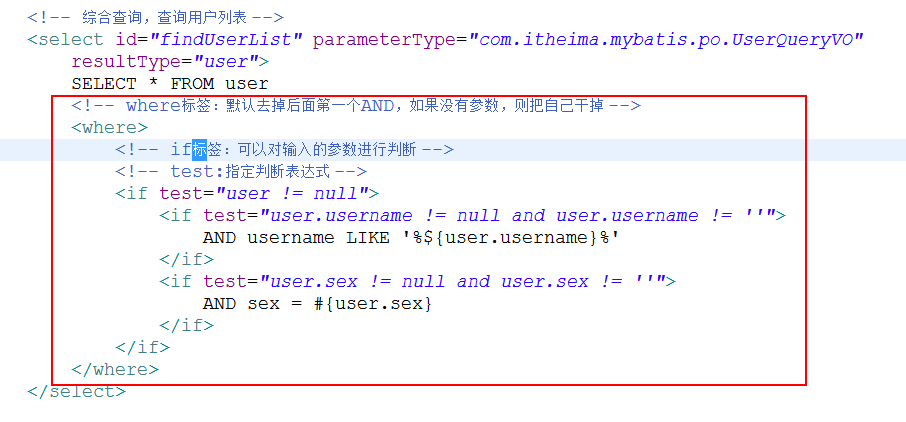 <!-- 综合查询，查询用户列表 -->
<select id="findUserList" parameterType="com.itheima.mybatis.po.UserQueryVO"
resultType="user">
SELECT * FROM user
<!-- where标签：默认去掉后面第一个AND，如果没有参数，则把自己干掉 -->
<where>
<!-- if标签：可以对输入的参数进行判断 -->
<!-- test:指定判断表达式 -->
<if test="user != null">
<if test="user.username != null and user.username != ''">
AND username LIKE '%${user.username}%'
</if>
<if test="user.sex != null and user.sex != ''">
AND sex = #{user.sex}
</if>
</if>
</where>
</select>